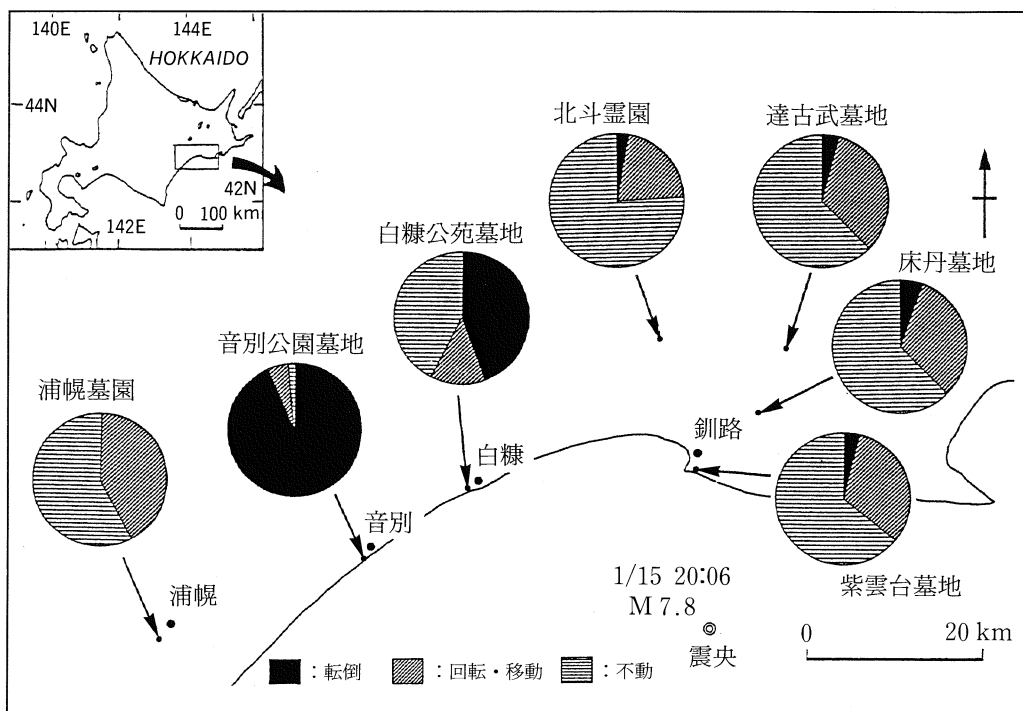 140E
144E
HOKKAIDO
44N
42N
142E
0 100 km
北斗霊園
達古武墓地
白糠公苑墓地
床丹墓地
音別公園墓地
浦幌墓園
釧路
白糠
音別
紫雲台墓地
浦幌
1/15 20:06
M 7.8
震央
0 20 km
:転倒 :回転・移動 :不動